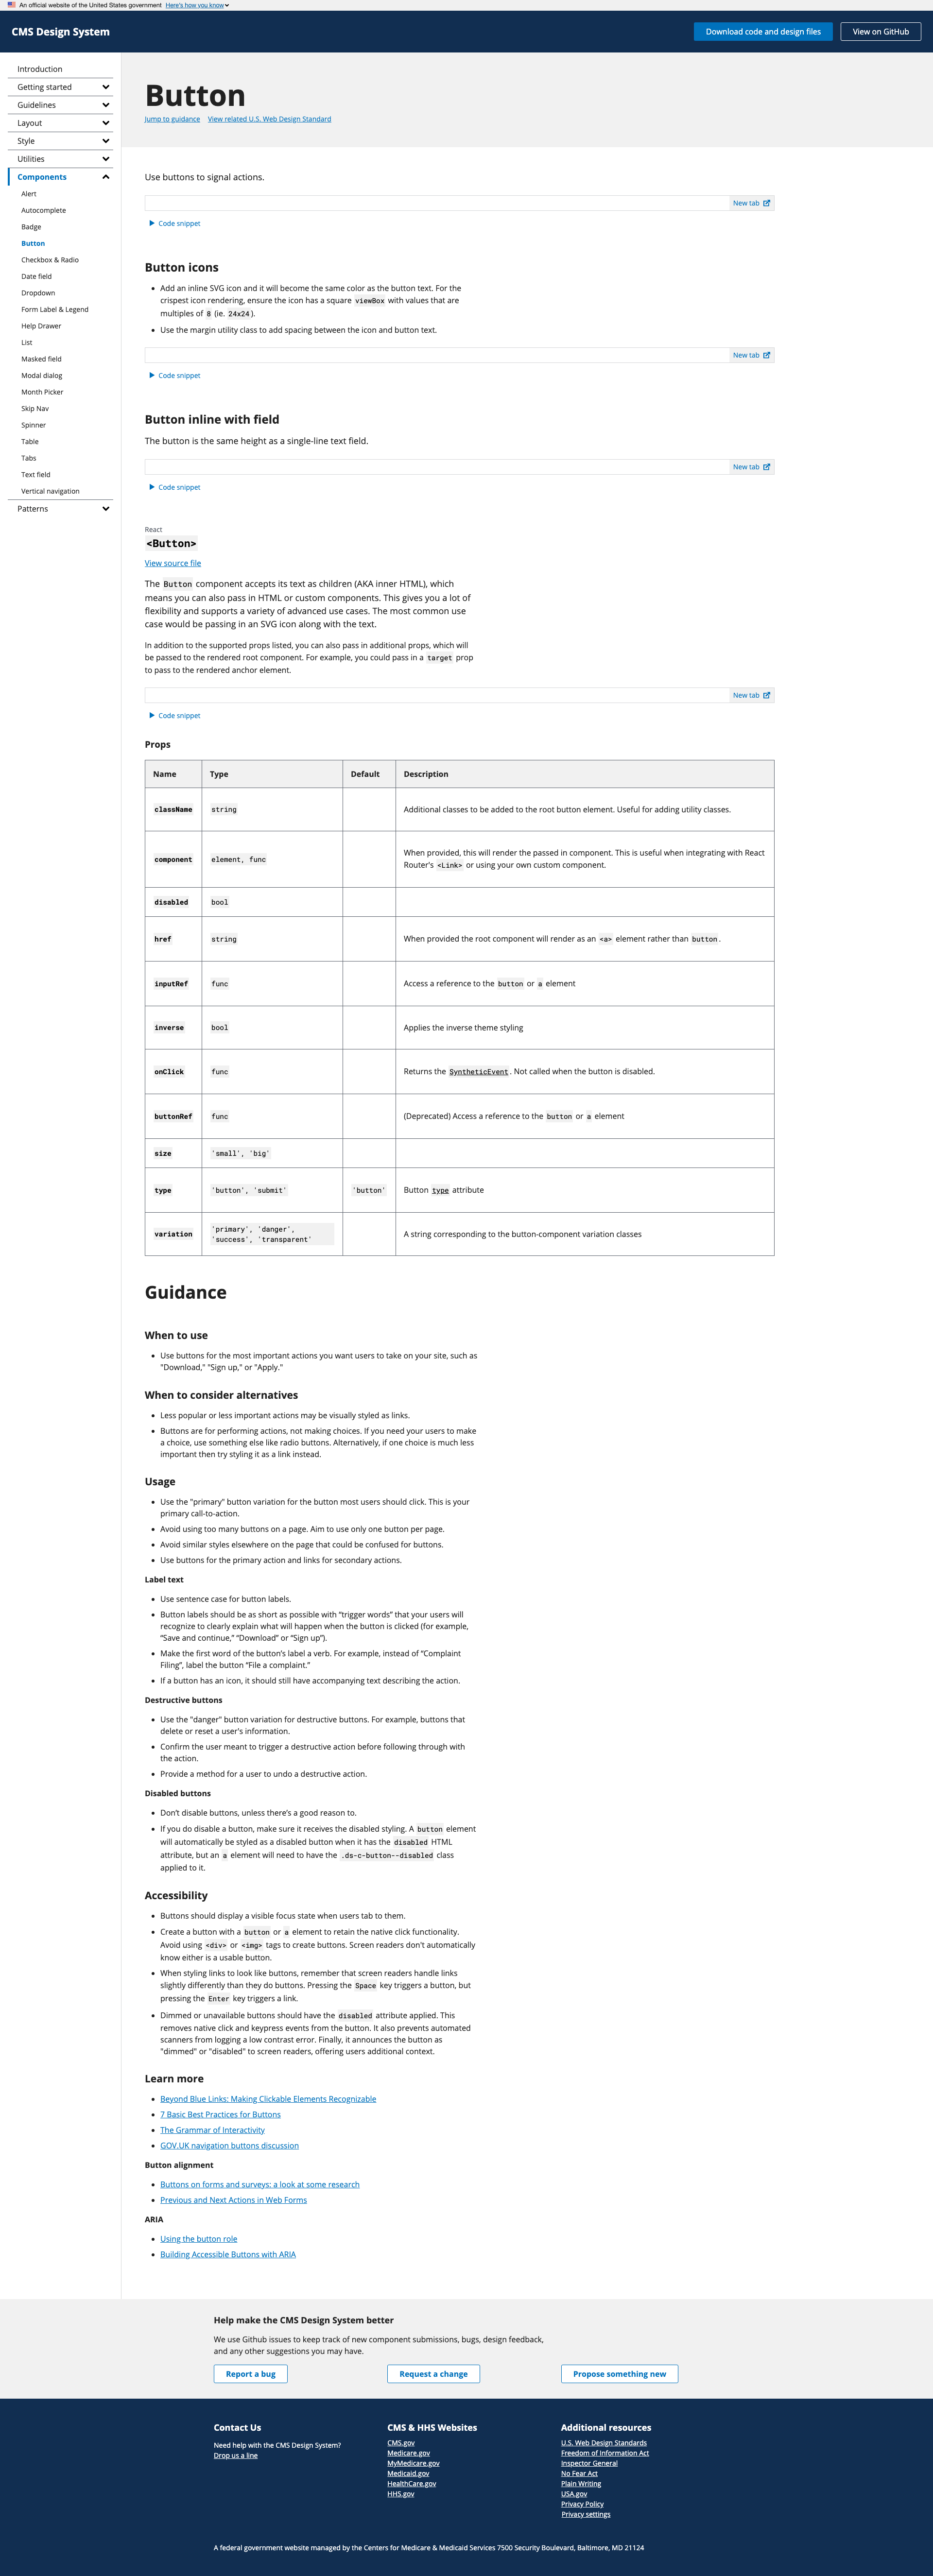 An official website of the United States government Here's how you know
CMS Design System
Download code and design files
View on GitHub
Introduction
Getting started
Guidelines
Layout
Style
Utilities
Components
Alert
Autocomplete
Badge
Button
Checkbox & Radio
Date field
Dropdown
Form Label & Legend
Help Drawer
List
Masked field
Modal dialog
Month Picker
Skip Nav
Spinner
Table
Tabs
Text field
Vertical navigation
Patterns
Button
Jump to guidance View related U.S. Web Design Standard
Use buttons to signal actions.
New tab
Code snippet
Button icons
Add an inline SVG icon and it will become the same color as the button text. For the
crispest icon rendering, ensure the icon has a square viewBox with values that are
multiples of 8 (ie. 24x24).
Use the margin utility class to add spacing between the icon and button text.
New tab
Code snippet
Button inline with field
The button is the same height as a single-line text field.
New tab
Code snippet
React
<Button>
View source file
The Button component accepts its text as children (AKA inner HTML), which
means you can also pass in HTML or custom components. This gives you a lot of
flexibility and supports a variety of advanced use cases. The most common use
case would be passing in an SVG icon along with the text.
In addition to the supported props listed, you can also pass in additional props, which will
be passed to the rendered root component. For example, you could pass in a target prop
to pass to the rendered anchor element.
New tab
Code snippet
Props
Name Type Default Description
className string Additional classes to be added to the root button element. Useful for adding utility classes.
component element, func When provided, this will render the passed in component. This is useful when integrating with React
Router's <Link> or using your own custom component.
disabled bool
href string When provided the root component will render as an <a> element rather than button.
inputRef func Access a reference to the button or a element
inverse bool Applies the inverse theme styling
onClick func Returns the SyntheticEvent. Not called when the button is disabled.
buttonRef func (Deprecated) Access a reference to the button or a element
size 'small', 'big'
type 'button', 'submit' 'button' Button type attribute
variation 'primary', 'danger',
'success', 'transparent' A string corresponding to the button-component variation classes
Guidance
When to use
Use buttons for the most important actions you want users to take on your site, such as
"Download," "Sign up," or "Apply."
When to consider alternatives
Less popular or less important actions may be visually styled as links.
Buttons are for performing actions, not making choices. If you need your users to make
a choice, use something else like radio buttons. Alternatively, if one choice is much less
important then try styling it as a link instead.
Usage
Use the "primary" button variation for the button most users should click. This is your
primary call-to-action.
Avoid using too many buttons on a page. Aim to use only one button per page.
Avoid similar styles elsewhere on the page that could be confused for buttons.
Use buttons for the primary action and links for secondary actions.
Label text
Use sentence case for button labels.
Button labels should be as short as possible with “trigger words” that your users will
recognize to clearly explain what will happen when the button is clicked (for example,
“Save and continue,” “Download” or “Sign up”).
Make the first word of the button’s label a verb. For example, instead of “Complaint
Filing”, label the button “File a complaint.”
If a button has an icon, it should still have accompanying text describing the action.
Destructive buttons
Use the "danger" button variation for destructive buttons. For example, buttons that
delete or reset a user's information.
Confirm the user meant to trigger a destructive action before following through with
the action.
Provide a method for a user to undo a destructive action.
Disabled buttons
Don’t disable buttons, unless there’s a good reason to.
If you do disable a button, make sure it receives the disabled styling. A button element
will automatically be styled as a disabled button when it has the disabled HTML
attribute, but an a element will need to have the .ds-c-button--disabled class
applied to it.
Accessibility
Buttons should display a visible focus state when users tab to them.
Create a button with a button or a element to retain the native click functionality.
Avoid using <div> or <img> tags to create buttons. Screen readers don't automatically
know either is a usable button.
When styling links to look like buttons, remember that screen readers handle links
slightly differently than they do buttons. Pressing the Space key triggers a button, but
pressing the Enter key triggers a link.
Dimmed or unavailable buttons should have the disabled attribute applied. This
removes native click and keypress events from the button. It also prevents automated
scanners from logging a low contrast error. Finally, it announces the button as
"dimmed" or "disabled" to screen readers, offering users additional context.
Learn more
Beyond Blue Links: Making Clickable Elements Recognizable
7 Basic Best Practices for Buttons
The Grammar of Interactivity
GOV.UK navigation buttons discussion
Button alignment
Buttons on forms and surveys: a look at some research
Previous and Next Actions in Web Forms
ARIA
Using the button role
Building Accessible Buttons with ARIA
Help make the CMS Design System better
We use Github issues to keep track of new component submissions, bugs, design feedback,
and any other suggestions you may have.
Report a bug
Request a change
Propose something new
Contact Us
Need help with the CMS Design System?
Drop us a line
CMS & HHS Websites
CMS.gov
Medicare.gov
MyMedicare.gov
Medicaid.gov
HealthCare.gov
HHS.gov
Additional resources
U.S. Web Design Standards
Freedom of Information Act
Inspector General
No Fear Act
Plain Writing
USA.gov
Privacy Policy
Privacy settings
A federal government website managed by the Centers for Medicare & Medicaid Services 7500 Security Boulevard, Baltimore, MD 21124